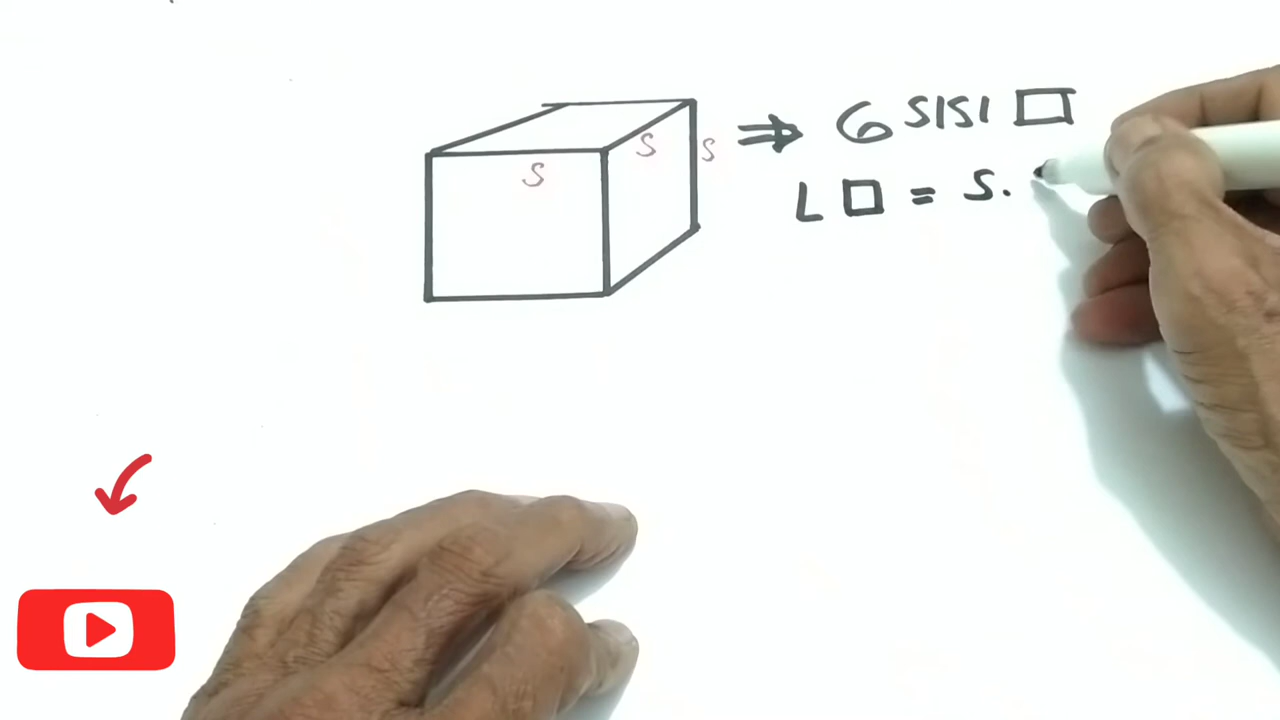 S
S
S
⇒ 6 SISI □
L □ = S.